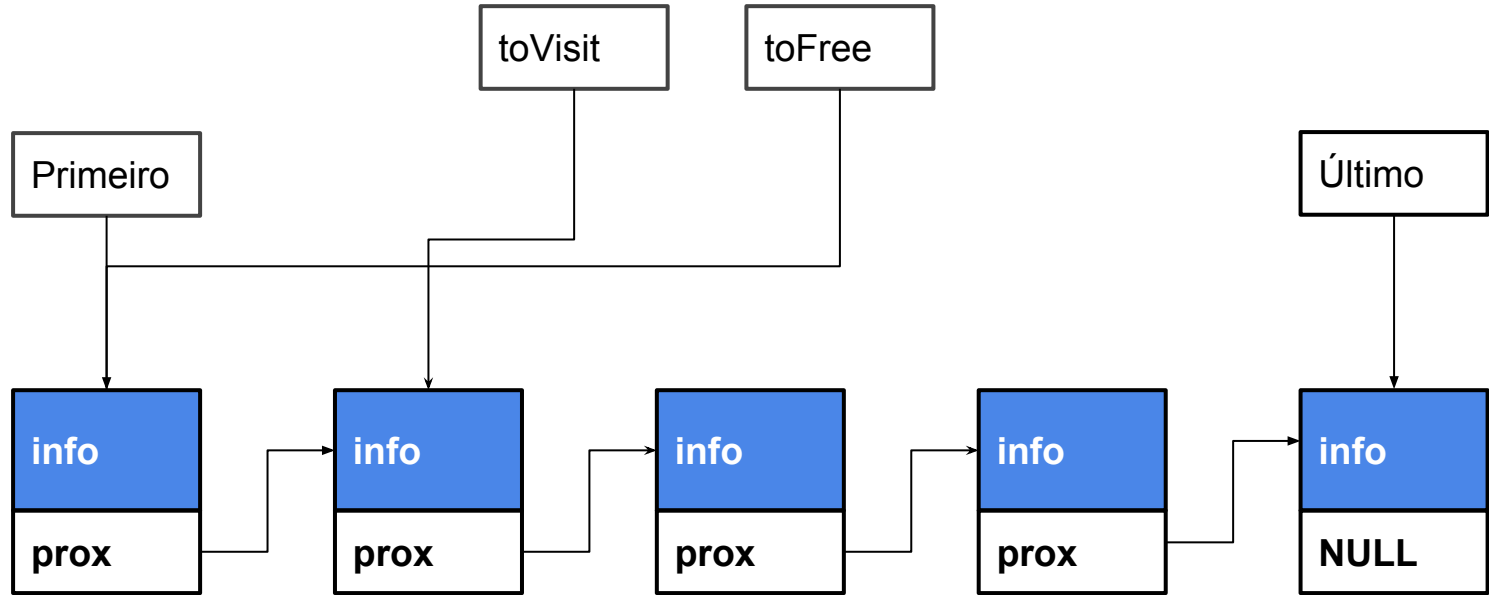 toVisit
toFree
Primeiro
Último
info
info
info
info
info
prox
prox
prox
prox
NULL